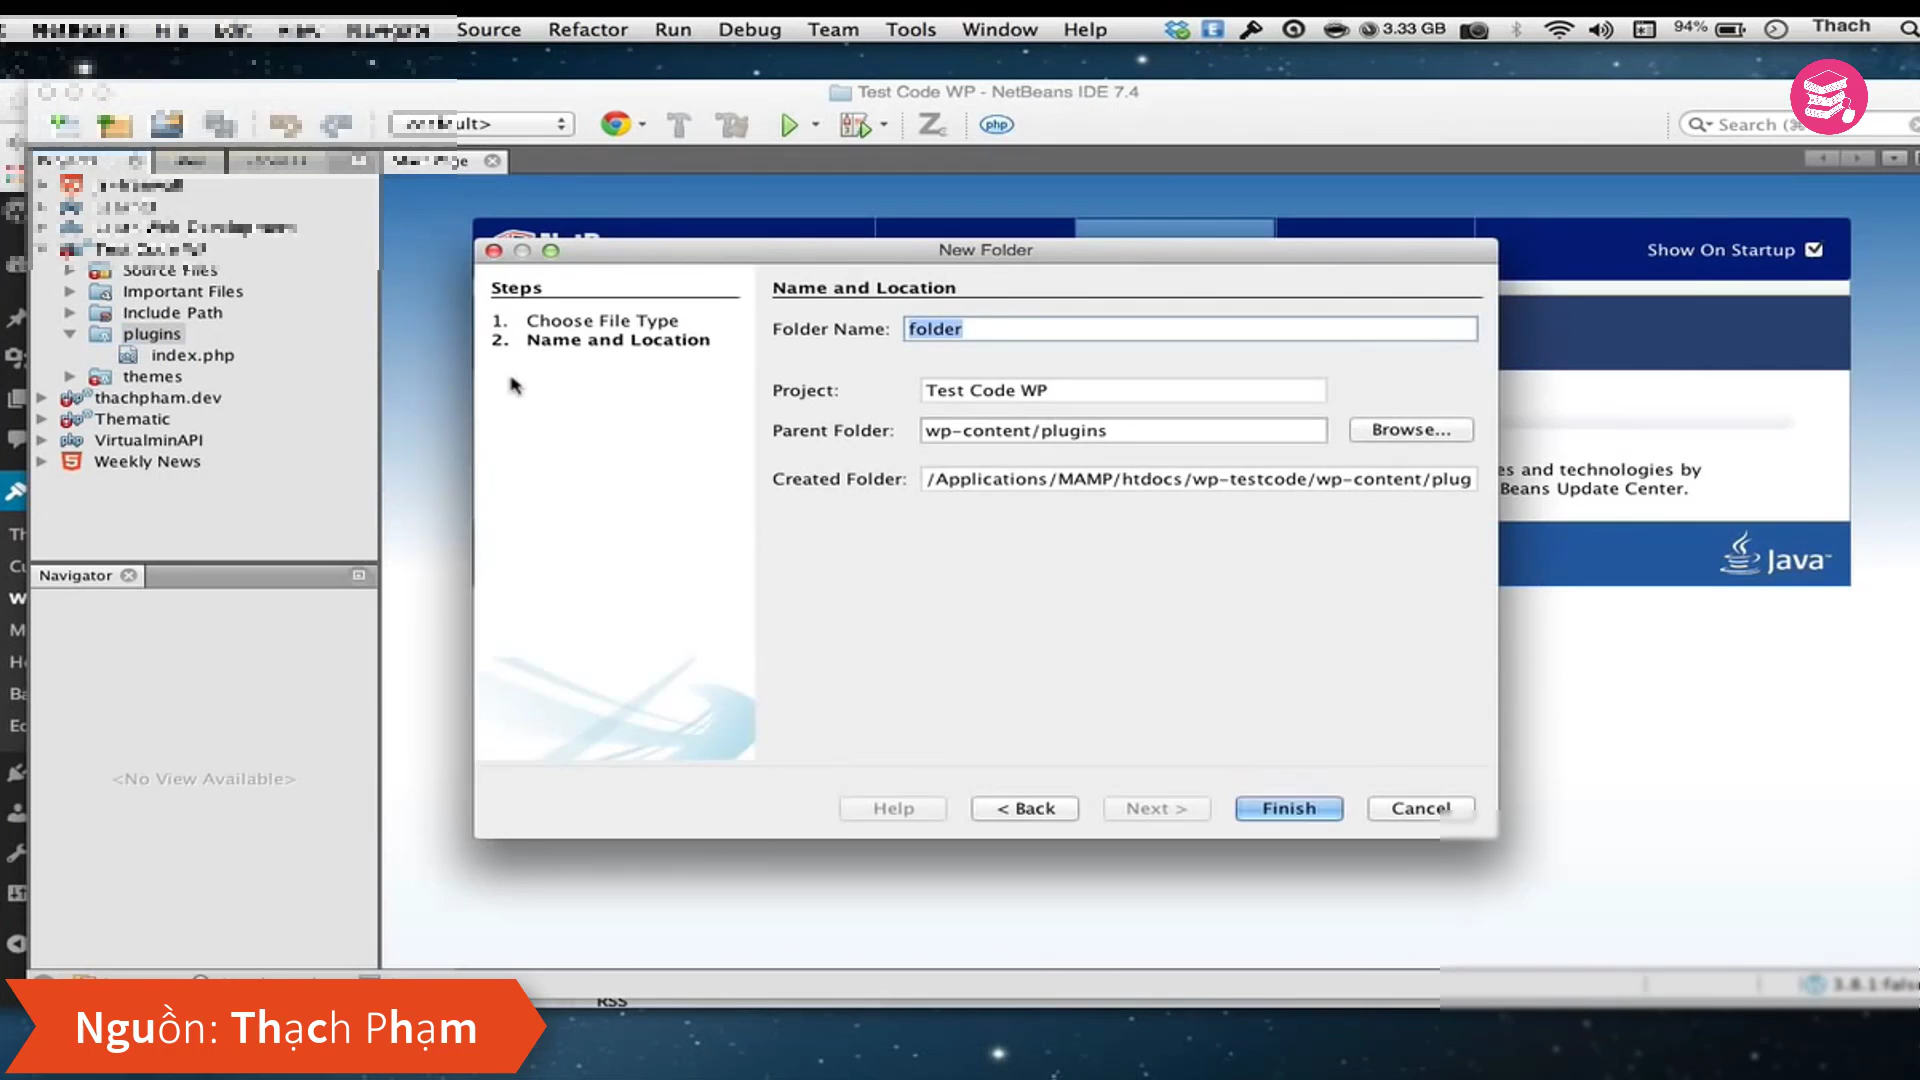 Source Refactor Run Debug Team Tools Window Help 3.33 GB 94% Thach
Test Code WP - NetBeans IDE 7.4
php Search
Source Files
Important Files
Include Path
plugins
index.php
themes
thachpham.dev
Thematic
php VirtualminAPI
Weekly News
Navigator
<No View Available>
Show On Startup
New Folder
Steps
1. Choose File Type
2. Name and Location
Name and Location
Folder Name: folder
Project: Test Code WP
Parent Folder: wp-content/plugins Browse...
Created Folder: /Applications/MAMP/htdocs/wp-testcode/wp-content/plug
es and technologies by
Beans Update Center.
Java
Help < Back Next > Finish Cancel
RSS
Nguồn: Thạch Phạm